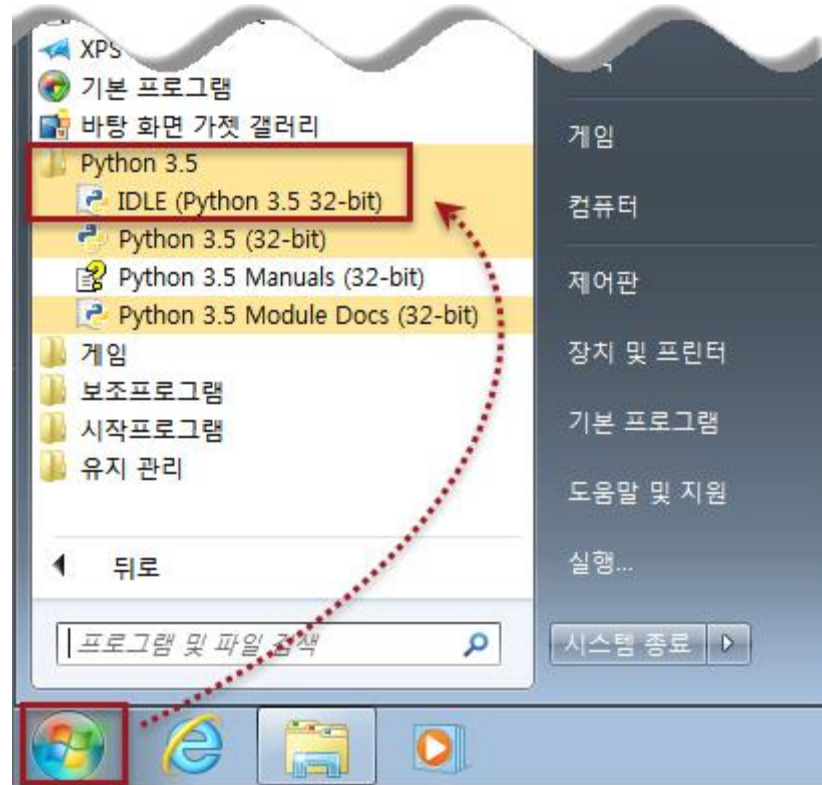 XPS
기본 프로그램
바탕 화면 가젯 갤러리
Python 3.5
IDLE (Python 3.5 32-bit)
Python 3.5 (32-bit)
Python 3.5 Manuals (32-bit)
Python 3.5 Module Docs (32-bit)
게임
보조프로그램
시작프로그램
유지 관리
뒤로
프로그램 및 파일 검색
게임
컴퓨터
제어판
장치 및 프린터
기본 프로그램
도움말 및 지원
실행...
시스템 종료